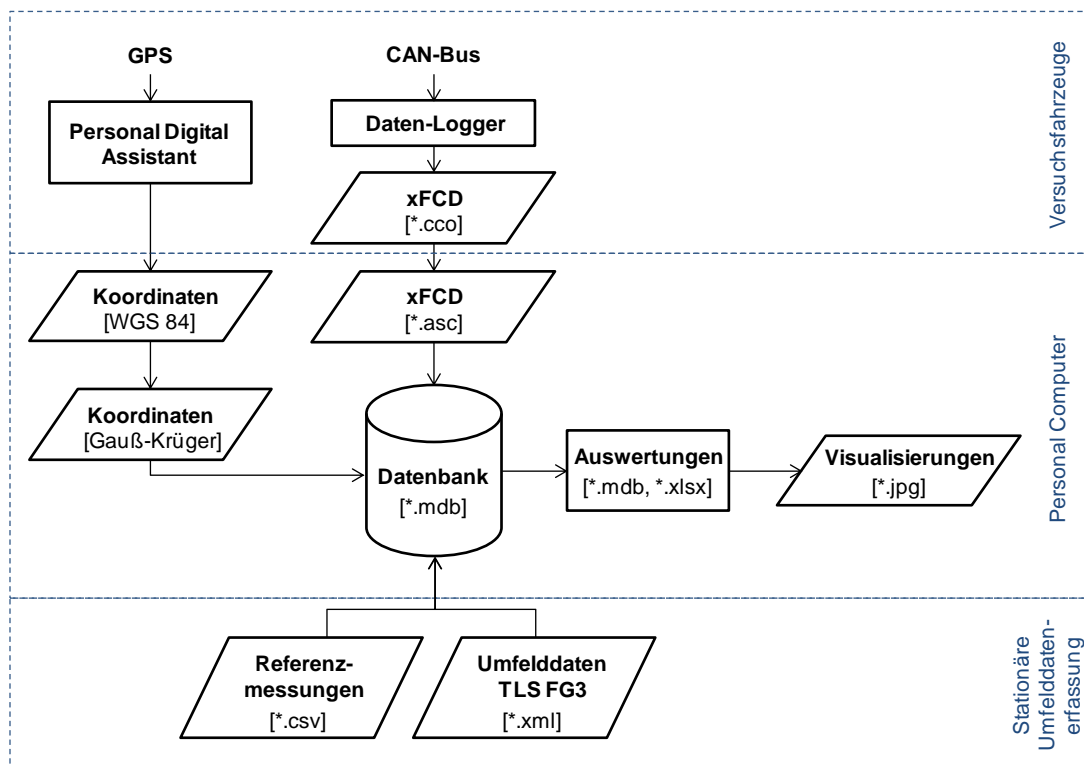 GPS
CAN-Bus
Personal Digital
Assistant
Daten-Logger
xFCD
[*.cco]
Versuchsfahrzeuge
Koordinaten
[WGS 84]
xFCD
[*.asc]
Koordinaten
[Gauß-Krüger]
Datenbank
[*.mdb]
Auswertungen
[*.mdb, *.xlsx]
Visualisierungen
[*.jpg]
Personal Computer
Referenz-
messungen
[*.csv]
Umfelddaten
TLS FG3
[*.xml]
Stationäre
Umfelddaten-
erfassung